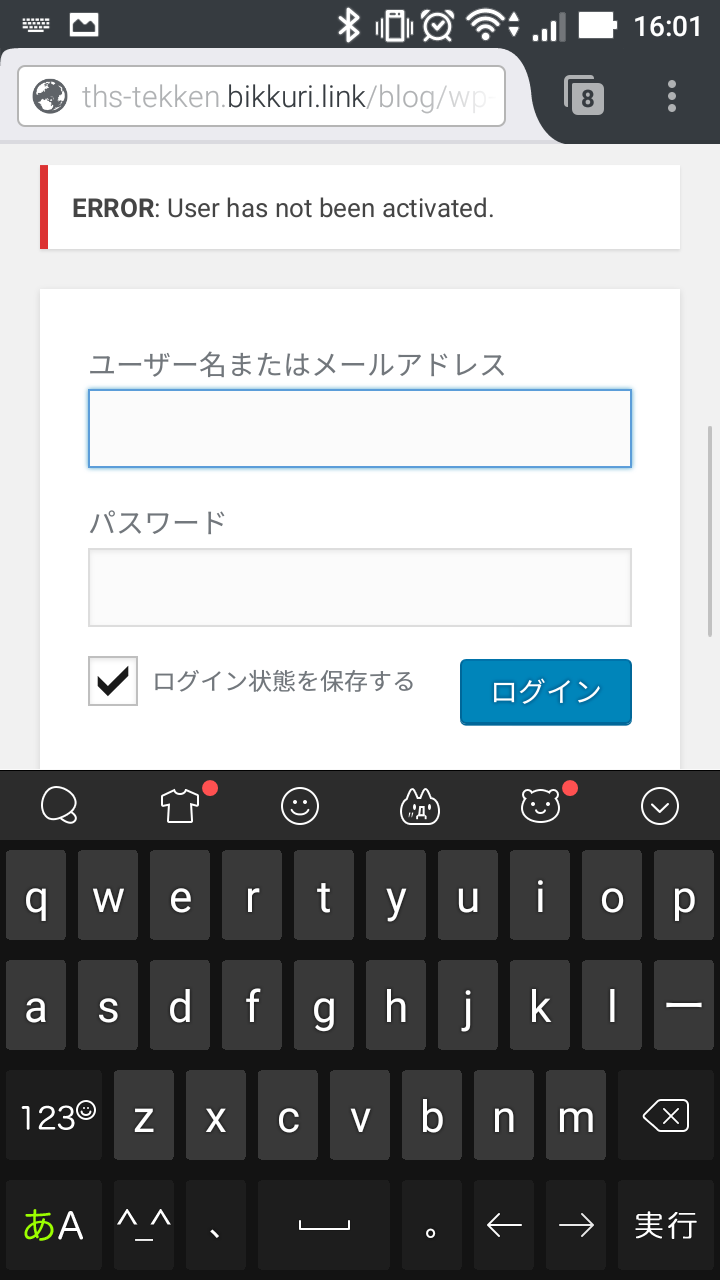 16:01
ths-tekken.bikkuri.link/blog/wp-
8
ERROR: User has not been activated.
ユーザー名またはメールアドレス
パスワード
ログイン状態を保存する
ログイン
q w e r t y u i o p
a s d f g h j k l ー
123 z x c v b n m
あA ^_^ 、 。 ← → 実行